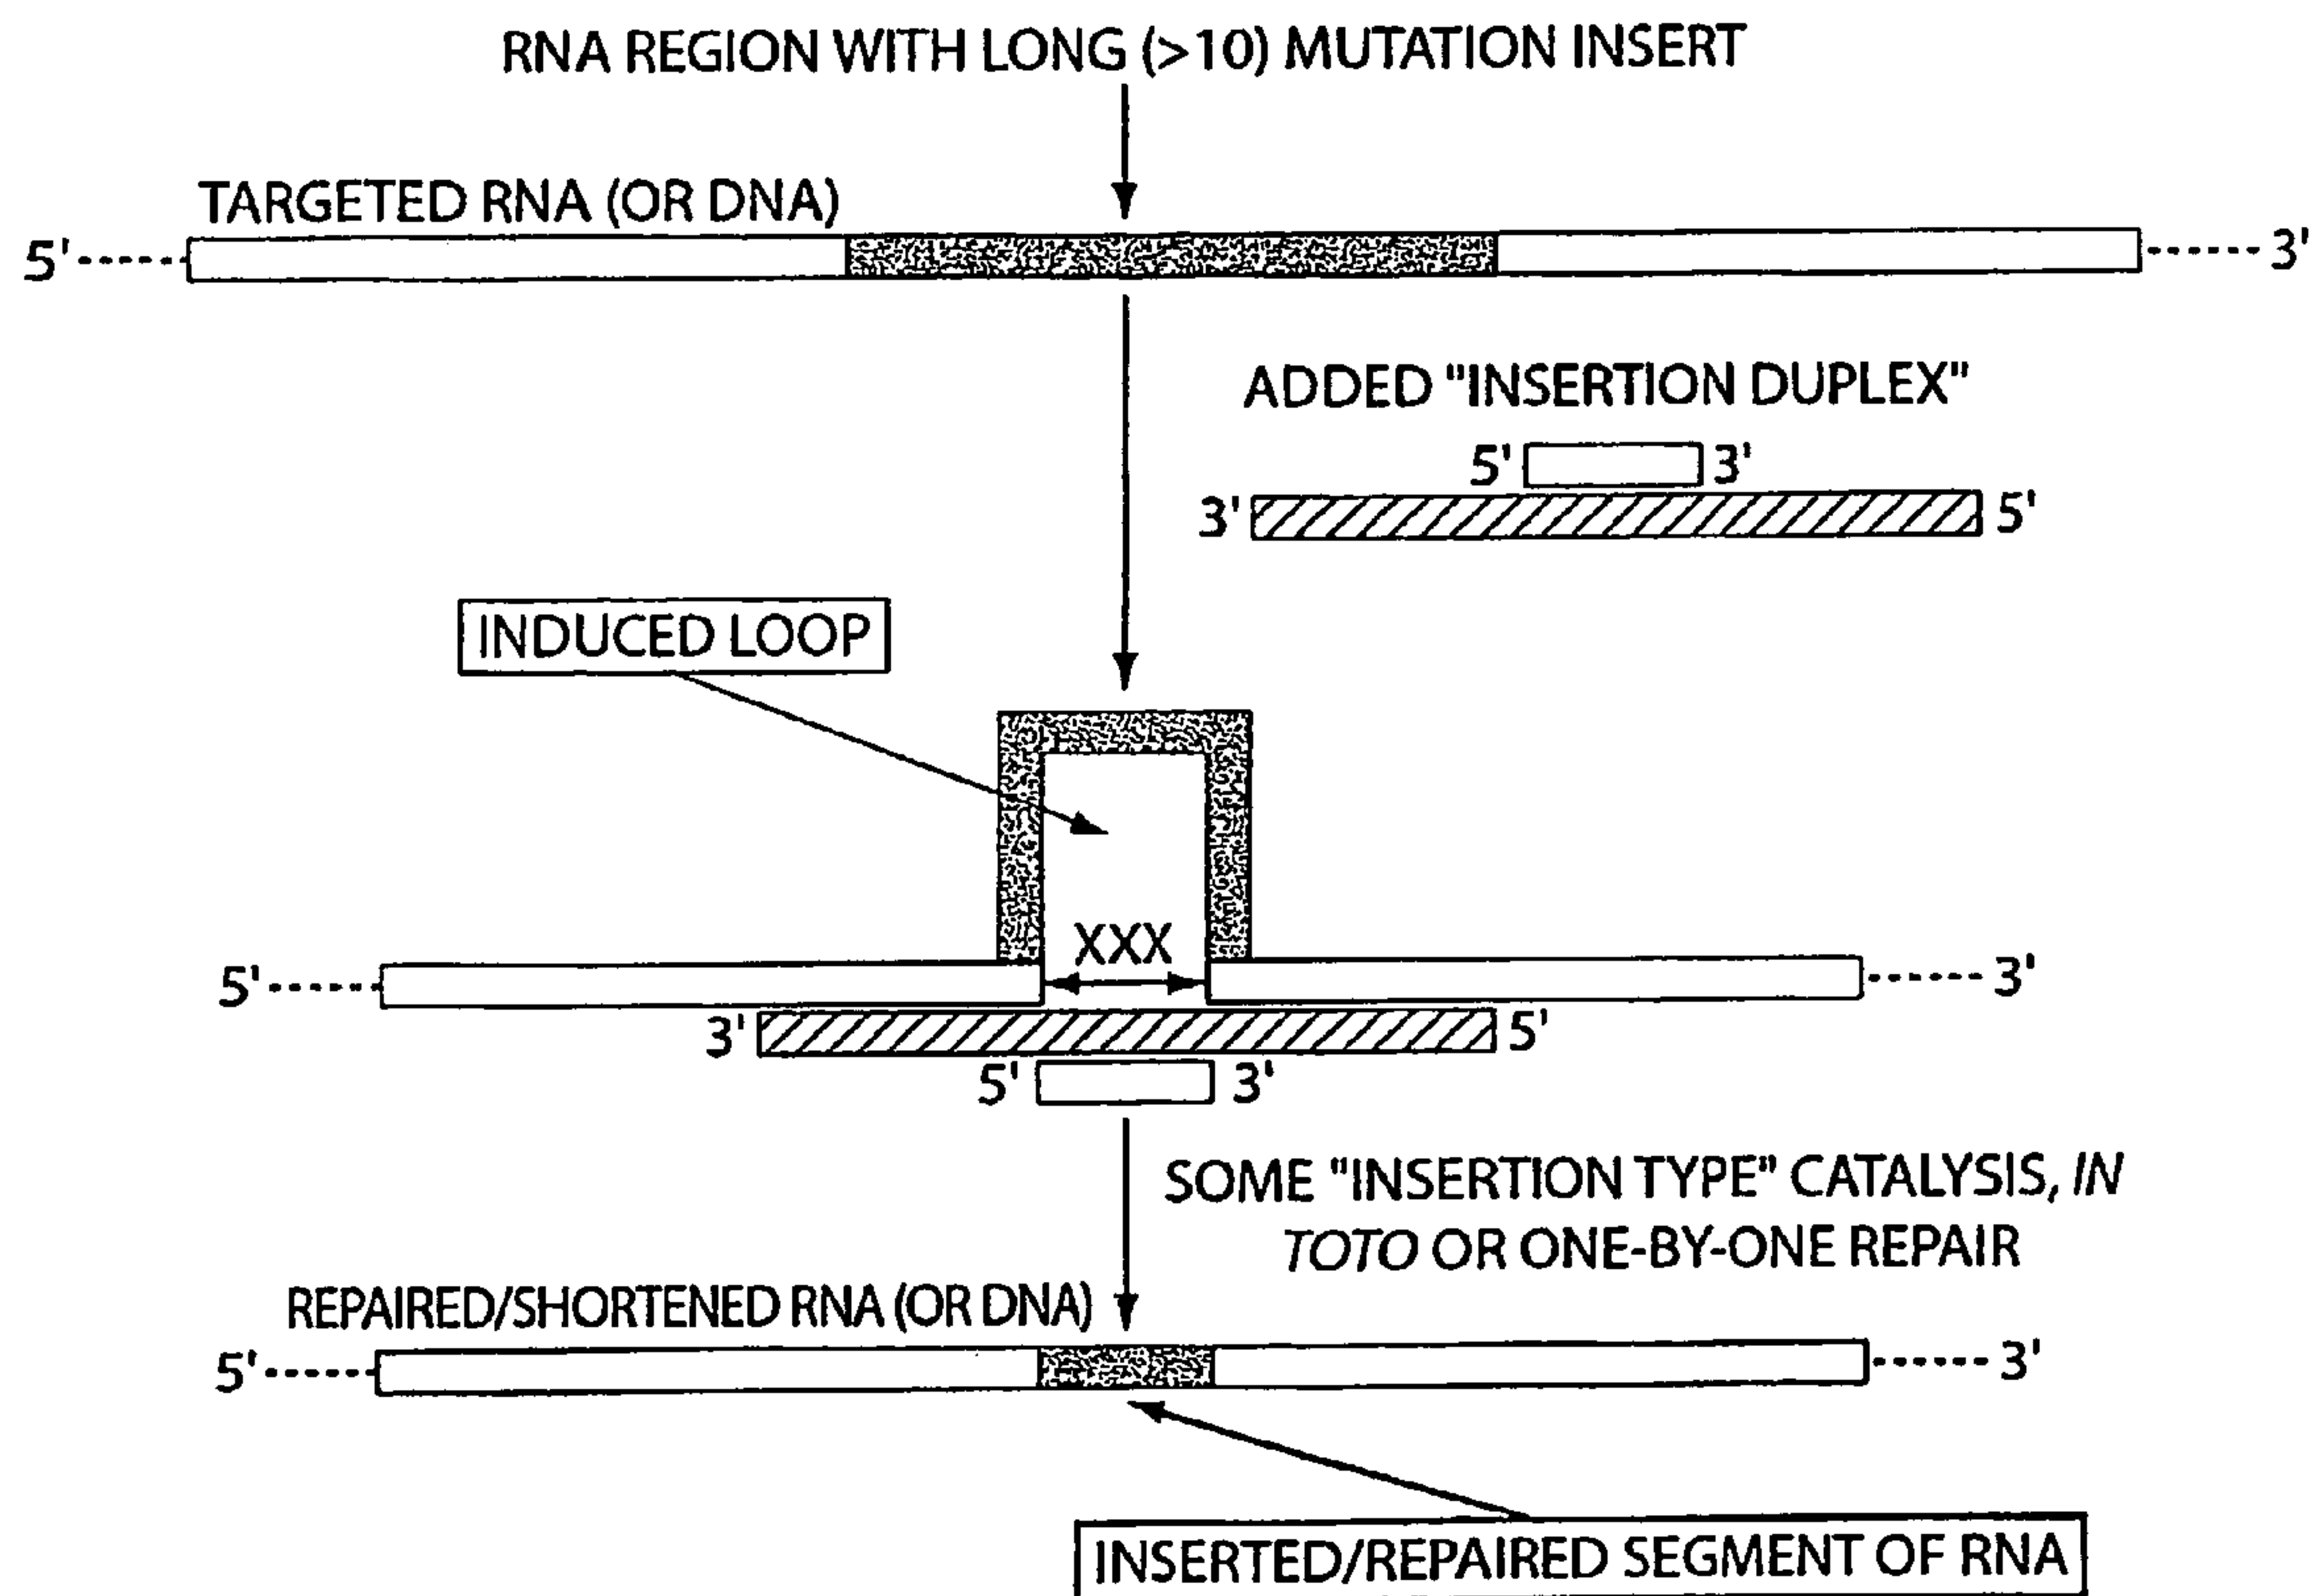 RNA REGION WITH LONG (>10) MUTATION INSERT
TARGETED RNA (OR DNA)
5' 3'
ADDED "INSERTION DUPLEX"
5' 3'
3' 5'
INDUCED LOOP
XXX
5' 3'
3' 5'
5' 3'
SOME "INSERTION TYPE" CATALYSIS, IN
TOTO OR ONE-BY-ONE REPAIR
REPAIRED/SHORTENED RNA (OR DNA)
5' 3'
INSERTED/REPAIRED SEGMENT OF RNA